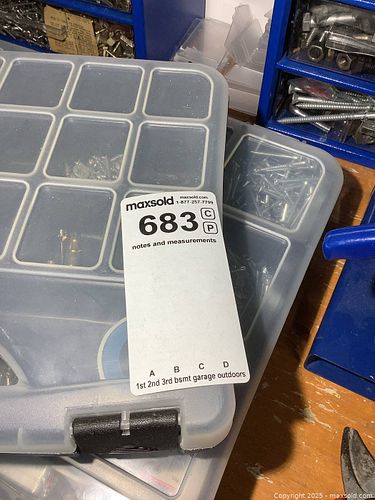 maxsold
maxsold.com
1-877-257-7799
683
C
P
notes and measurements
A B C D
1st 2nd 3rd bsmt garage outdoors
Copyright 2025 - maxsold.com